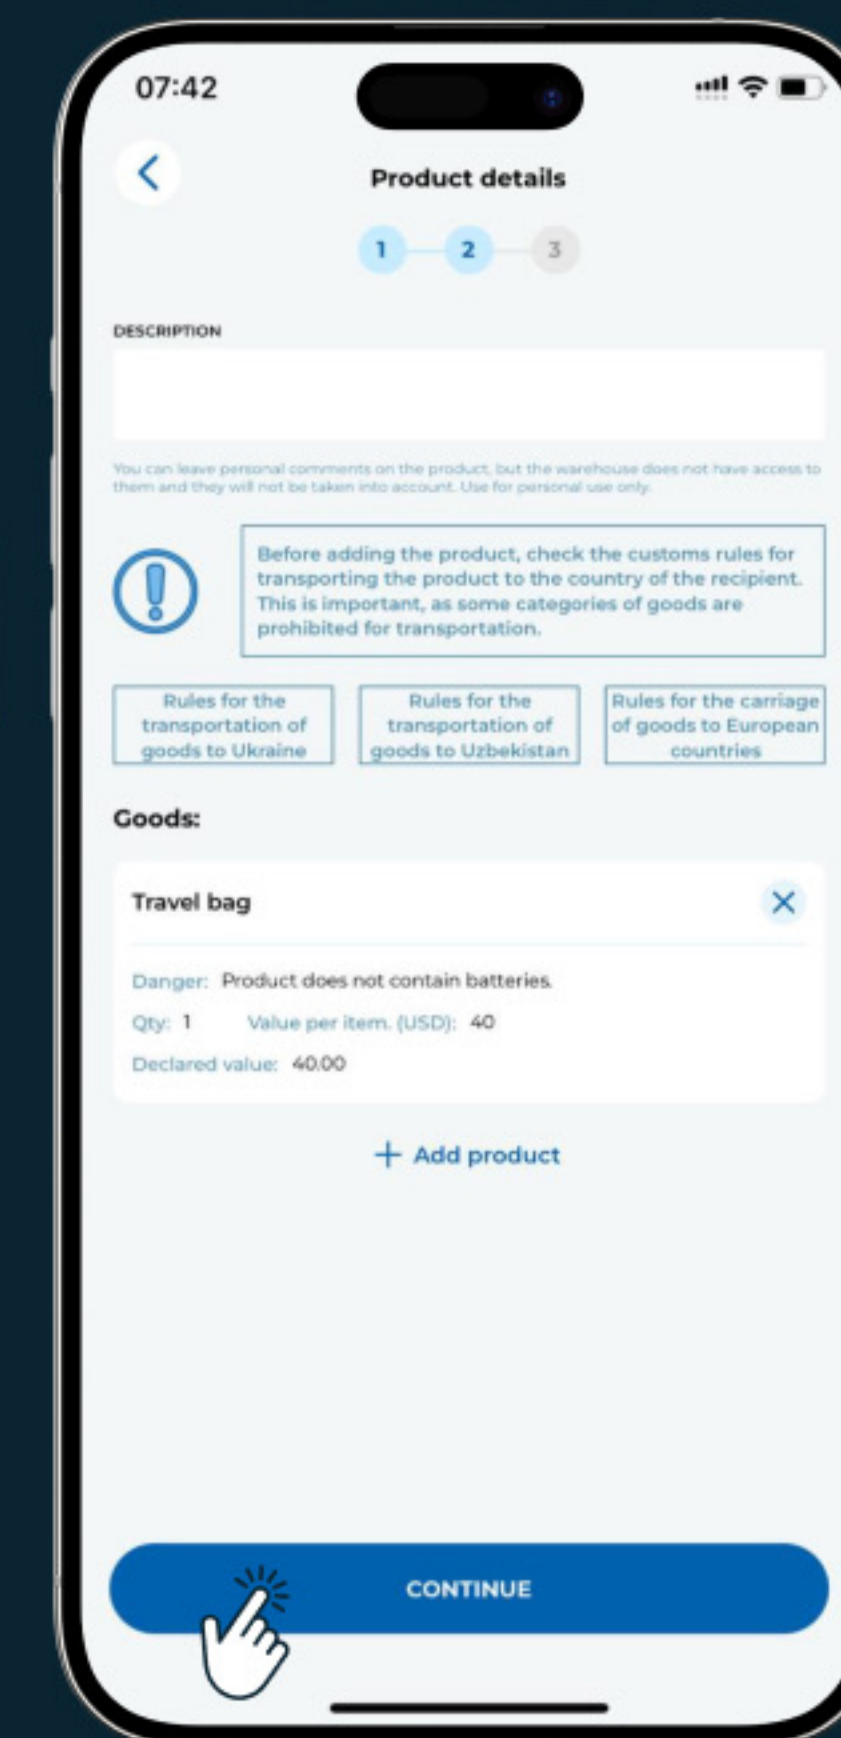 07:42
Product details
1 2 3
DESCRIPTION
You can leave personal comments on the product, but the warehouse does not have access to
them and they will not be taken into account. Use for personal use only.
Before adding the product, check the customs rules for
transporting the product to the country of the recipient.
This is important, as some categories of goods are
prohibited for transportation.
Rules for the
transportation of
goods to Ukraine
Rules for the
transportation of
goods to Uzbekistan
Rules for the carriage
of goods to European
countries
Goods:
Travel bag
Danger: Product does not contain batteries.
Qty: 1 Value per item. (USD): 40
Declared value: 40.00
+ Add product
CONTINUE